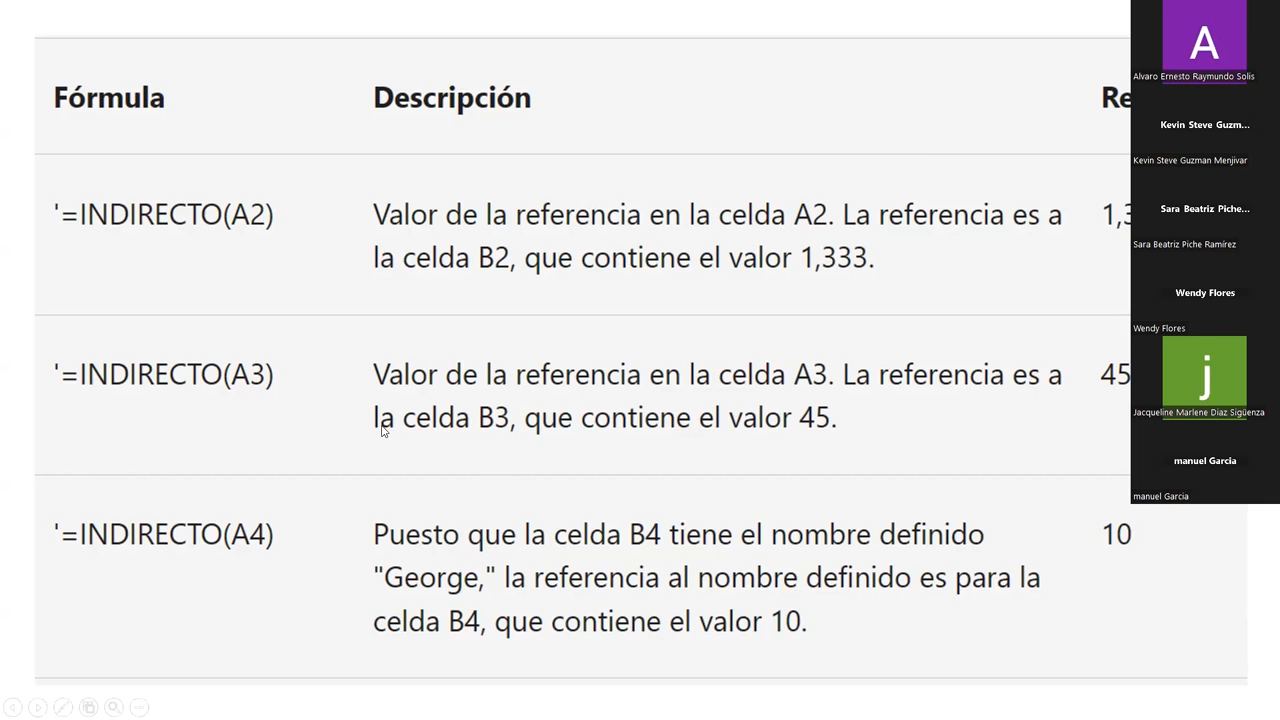 Fórmula
Descripción
Re
'=INDIRECTO(A2)
Valor de la referencia en la celda A2. La referencia es a
la celda B2, que contiene el valor 1,333.
1,3
'=INDIRECTO(A3)
Valor de la referencia en la celda A3. La referencia es a
la celda B3, que contiene el valor 45.
45
'=INDIRECTO(A4)
Puesto que la celda B4 tiene el nombre definido
"George," la referencia al nombre definido es para la
celda B4, que contiene el valor 10.
10
A
Alvaro Ernesto Raymundo Solis
Kevin Steve Guzm...
Kevin Steve Guzman Menjivar
Sara Beatriz Piche...
Sara Beatriz Piche Ramírez
Wendy Flores
Wendy Flores
j
Jacqueline Marlene Diaz Sigüenza
manuel Garcia
manuel Garcia